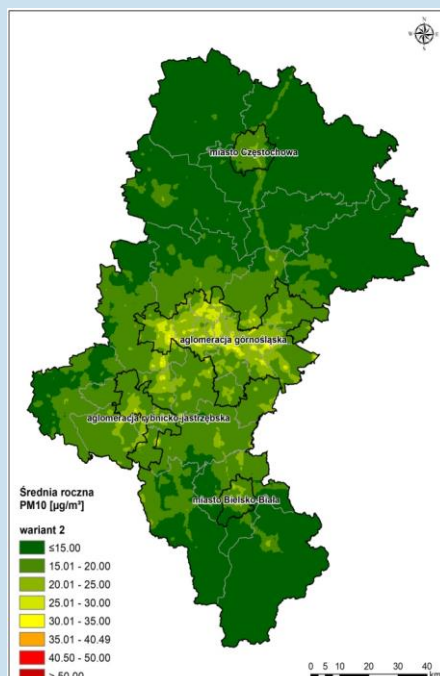 N
miasto Częstochowa
aglomeracja górnośląska
aglomeracja rybnicko-jastrzębska
miasto Bielsko-Biała
Średnia roczna
PM10 [µg/m³]
wariant 2
≤15.00
15.01 - 20.00
20.01 - 25.00
25.01 - 30.00
30.01 - 35.00
35.01 - 40.49
40.50 - 50.00
> 50.00
0 5 10 20 30 40
km